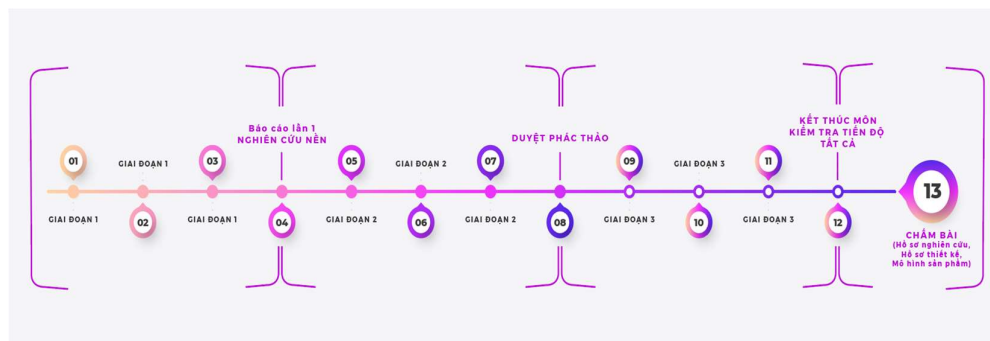 Báo cáo lần 1
NGHIÊN CỨU NỀN
DUYỆT PHÁC THẢO
KẾT THÚC MÔN
KIỂM TRA TIẾN ĐỘ
TẤT CẢ
01
GIAI ĐOẠN 1
03
05
GIAI ĐOẠN 2
07
09
GIAI ĐOẠN 3
11
13
GIAI ĐOẠN 1
02
GIAI ĐOẠN 1
04
GIAI ĐOẠN 2
06
GIAI ĐOẠN 2
08
GIAI ĐOẠN 3
10
GIAI ĐOẠN 3
12
CHẤM BÀI
(Hồ sơ nghiên cứu,
Hồ sơ thiết kế,
Mô hình sản phẩm)